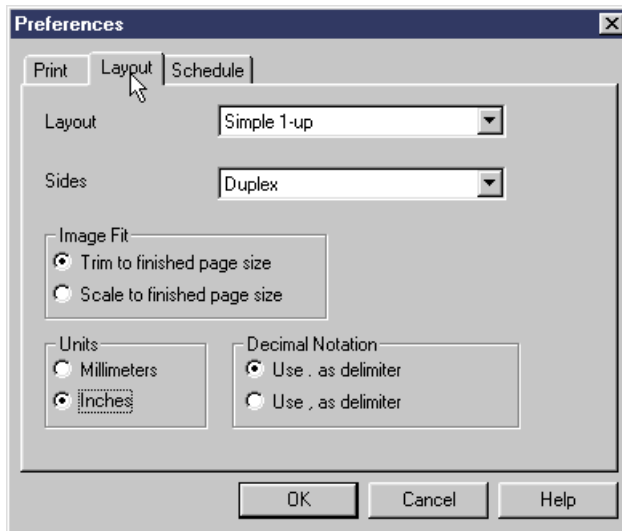 Preferences
Print Layout Schedule
Layout Simple 1-up
Sides Duplex
Image Fit
Trim to finished page size
Scale to finished page size
Units Decimal Notation
Millimeters Use . as delimiter
Inches Use , as delimiter
OK Cancel Help